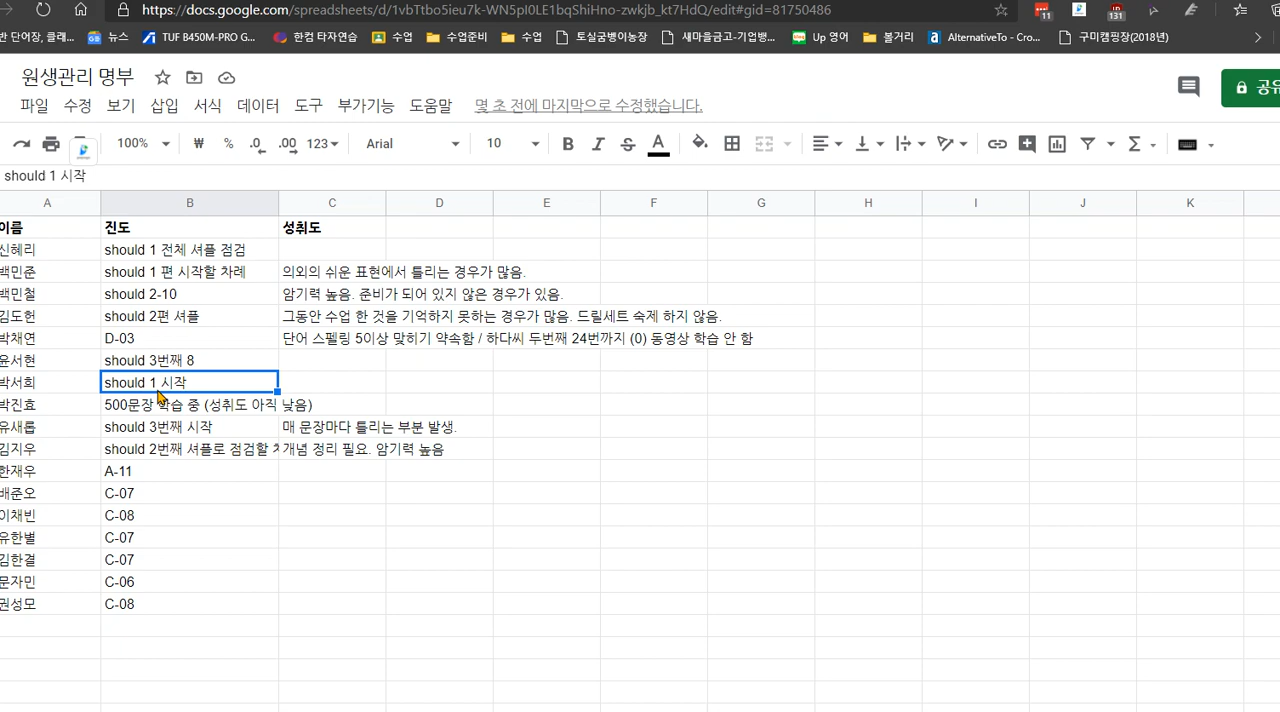 https://docs.google.com/spreadsheets/d/1vbTtbo5ieu7k-WN5pI0LE1bqShiHno-zwkjb_kt7HdQ/edit#gid=81750486
11
131
반 단어장, 클래... 뉴스 TUF B450M-PRO G... 한컴 타자연습 수업 수업준비 수업 토실굼벵이농장 새마을금고-기업뱅... Up 영어 볼거리 AlternativeTo - Cro... 구미캠핑장(2018년)
원생관리 명부
공유
파일 수정 보기 삽입 서식 데이터 도구 부가기능 도움말 몇 초 전에 마지막으로 수정했습니다.
100% ₩ % .0 .00 123 Arial 10 B I S A Σ
should 1 시작
A B C D E F G H I J K
이름 진도 성취도
신혜리 should 1 전체 셔플 점검
백민준 should 1 편 시작할 차례 의외의 쉬운 표현에서 틀리는 경우가 많음.
백민철 should 2-10 암기력 높음. 준비가 되어 있지 않은 경우가 있음.
김도헌 should 2편 셔플 그동안 수업 한 것을 기억하지 못하는 경우가 많음. 드릴세트 숙제 하지 않음.
박채연 D-03 단어 스펠링 5이상 맞히기 약속함 / 하다씨 두번째 24번까지 (0) 동영상 학습 안 함
윤서현 should 3번째 8
박서희 should 1 시작
박진효 500문장 학습 중 (성취도 아직 낮음)
유새롭 should 3번째 시작 매 문장마다 틀리는 부분 발생.
김지우 should 2번째 셔플로 점검할 개념 정리 필요. 암기력 높음
한재우 A-11
배준오 C-07
이채빈 C-08
유한별 C-07
김한결 C-07
문자민 C-06
권성모 C-08